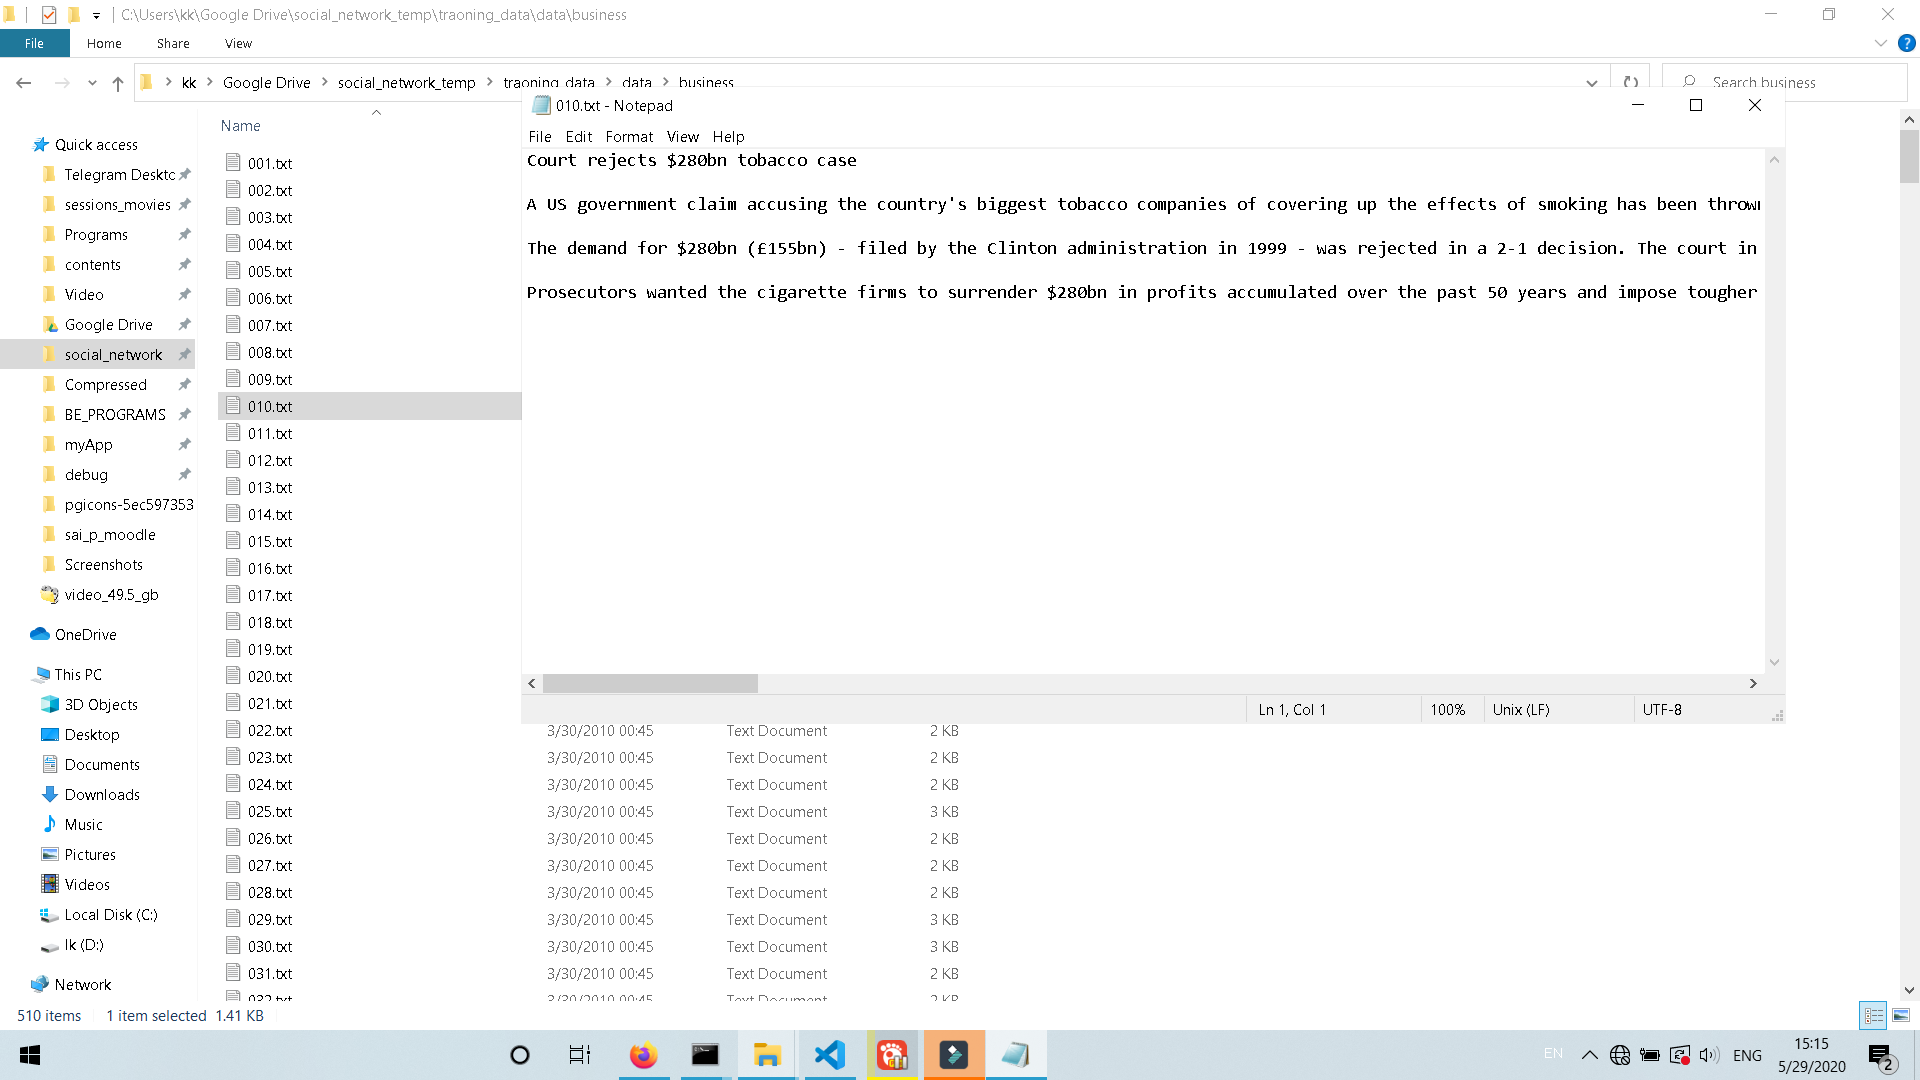 C:\Users\kk\Google Drive\social_network_temp\traoning_data\data\business
File Home Share View
kk Google Drive social_network_temp traoning_data data business
Search business
Name
Quick access
Telegram Desktc
sessions_movies
Programs
contents
Video
Google Drive
social_network
Compressed
BE_PROGRAMS
myApp
debug
pgicons-5ec597353
sai_p_moodle
Screenshots
video_49.5_gb
OneDrive
This PC
3D Objects
Desktop
Documents
Downloads
Music
Pictures
Videos
Local Disk (C:)
lk (D:)
Network
001.txt
002.txt
003.txt
004.txt
005.txt
006.txt
007.txt
008.txt
009.txt
010.txt
011.txt
012.txt
013.txt
014.txt
015.txt
016.txt
017.txt
018.txt
019.txt
020.txt
021.txt
022.txt 3/30/2010 00:45 Text Document 2 KB
023.txt 3/30/2010 00:45 Text Document 2 KB
024.txt 3/30/2010 00:45 Text Document 2 KB
025.txt 3/30/2010 00:45 Text Document 3 KB
026.txt 3/30/2010 00:45 Text Document 2 KB
027.txt 3/30/2010 00:45 Text Document 2 KB
028.txt 3/30/2010 00:45 Text Document 2 KB
029.txt 3/30/2010 00:45 Text Document 3 KB
030.txt 3/30/2010 00:45 Text Document 3 KB
031.txt 3/30/2010 00:45 Text Document 2 KB
032.txt 3/30/2010 00:45 Text Document 2 KB
010.txt - Notepad
File Edit Format View Help
Court rejects $280bn tobacco case
A US government claim accusing the country's biggest tobacco companies of covering up the effects of smoking has been thrown
The demand for $280bn (£155bn) - filed by the Clinton administration in 1999 - was rejected in a 2-1 decision. The court in
Prosecutors wanted the cigarette firms to surrender $280bn in profits accumulated over the past 50 years and impose tougher
Ln 1, Col 1 100% Unix (LF) UTF-8
510 items 1 item selected 1.41 KB
EN ENG 15:15
5/29/2020 2